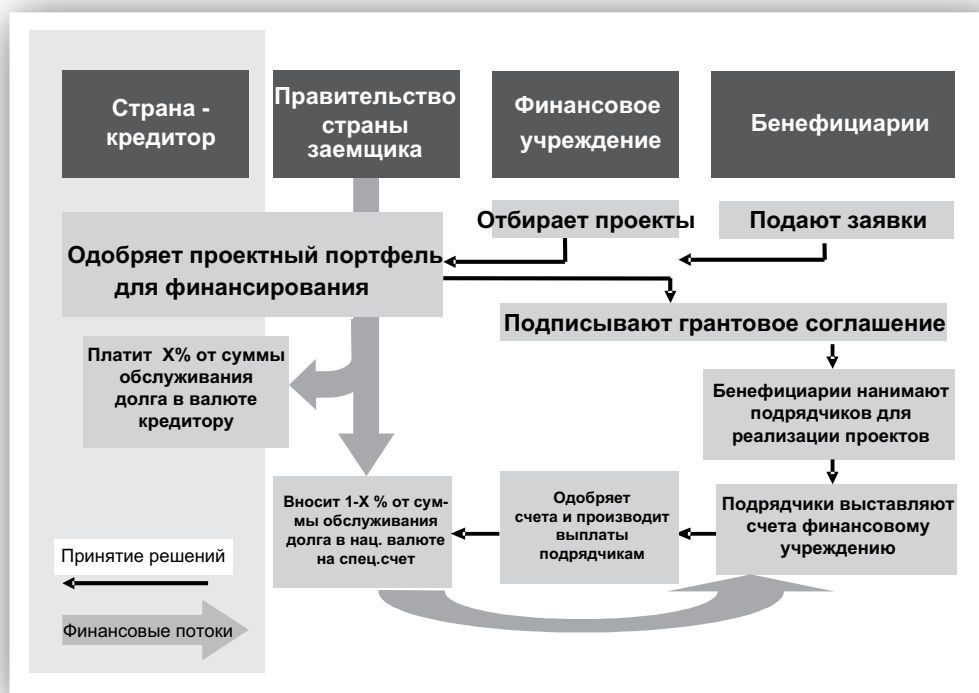 Страна -
кредитор
Правительство
страны
заемщика
Финансовое
учреждение
Бенефициарии
Отбирает проекты
Подают заявки
Одобряет проектный портфель
для финансирования
Подписывают грантовое соглашение
Платит X% от суммы
обслуживания
долга в валюте
кредитору
Бенефициарии нанимают
подрядчиков для
реализации проектов
Вносит 1-X % от сум-
мы обслуживания
долга в нац. валюте
на спец.счет
Одобряет
счета и производит
выплаты
подрядчикам
Подрядчики выставляют
счета финансовому
учреждению
Принятие решений
Финансовые потоки